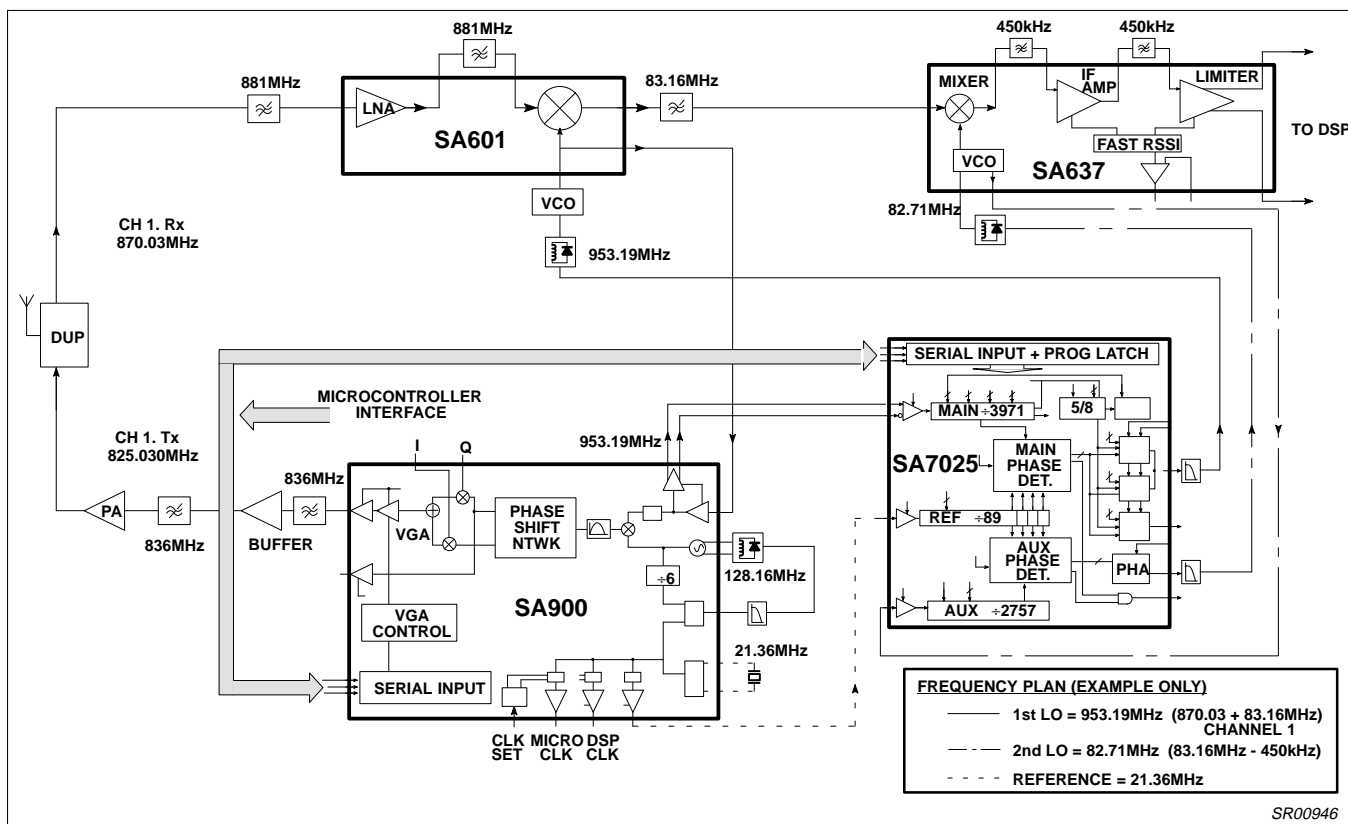 881MHz
881MHz
LNA
SA601
83.16MHz
450kHz
450kHz
MIXER
IF
AMP
LIMITER
VCO
FAST RSSI
SA637
TO DSP
VCO
82.71MHz
953.19MHz
CH 1. Rx
870.03MHz
DUP
SERIAL INPUT + PROG LATCH
MICROCONTROLLER
INTERFACE
CH 1. Tx
825.030MHz
PA
836MHz
BUFFER
836MHz
I
Q
953.19MHz
VGA
PHASE
SHIFT
NTWK
÷6
128.16MHz
SA900
VGA
CONTROL
SERIAL INPUT
21.36MHz
CLK
SET
MICRO
CLK
DSP
CLK
MAIN ÷3971
5/8
SA7025
MAIN
PHASE
DET.
REF ÷89
AUX
PHASE
DET.
PHA
AUX ÷2757
FREQUENCY PLAN (EXAMPLE ONLY)
1st LO = 953.19MHz (870.03 + 83.16MHz)
CHANNEL 1
2nd LO = 82.71MHz (83.16MHz - 450kHz)
REFERENCE = 21.36MHz
SR00946